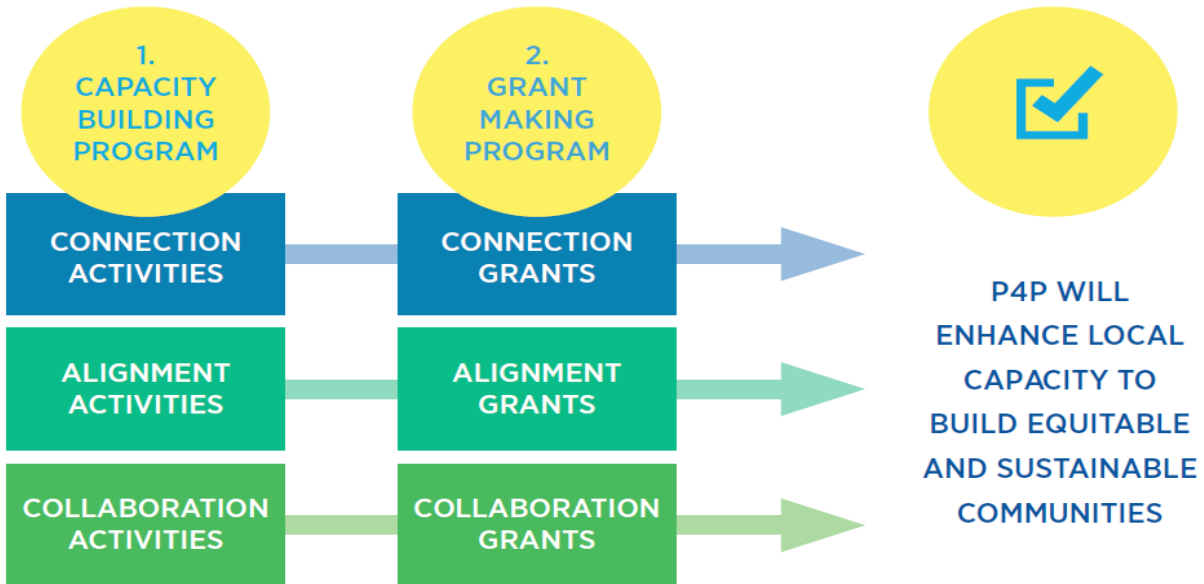 1.
CAPACITY
BUILDING
PROGRAM
2.
GRANT
MAKING
PROGRAM
CONNECTION
ACTIVITIES
CONNECTION
GRANTS
ALIGNMENT
ACTIVITIES
ALIGNMENT
GRANTS
COLLABORATION
ACTIVITIES
COLLABORATION
GRANTS
P4P WILL
ENHANCE LOCAL
CAPACITY TO
BUILD EQUITABLE
AND SUSTAINABLE
COMMUNITIES